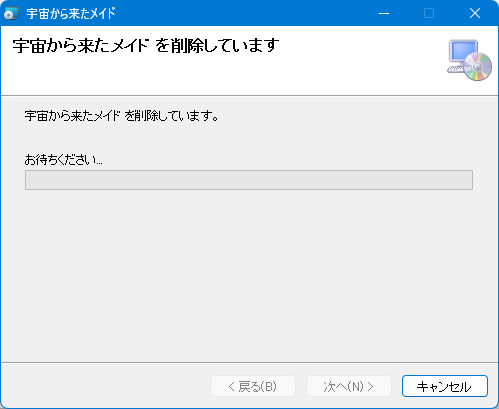 宇宙から来たメイド
宇宙から来たメイド を削除しています
宇宙から来たメイド を削除しています。
お待ちください...
< 戻る(B)
次へ(N) >
キャンセル